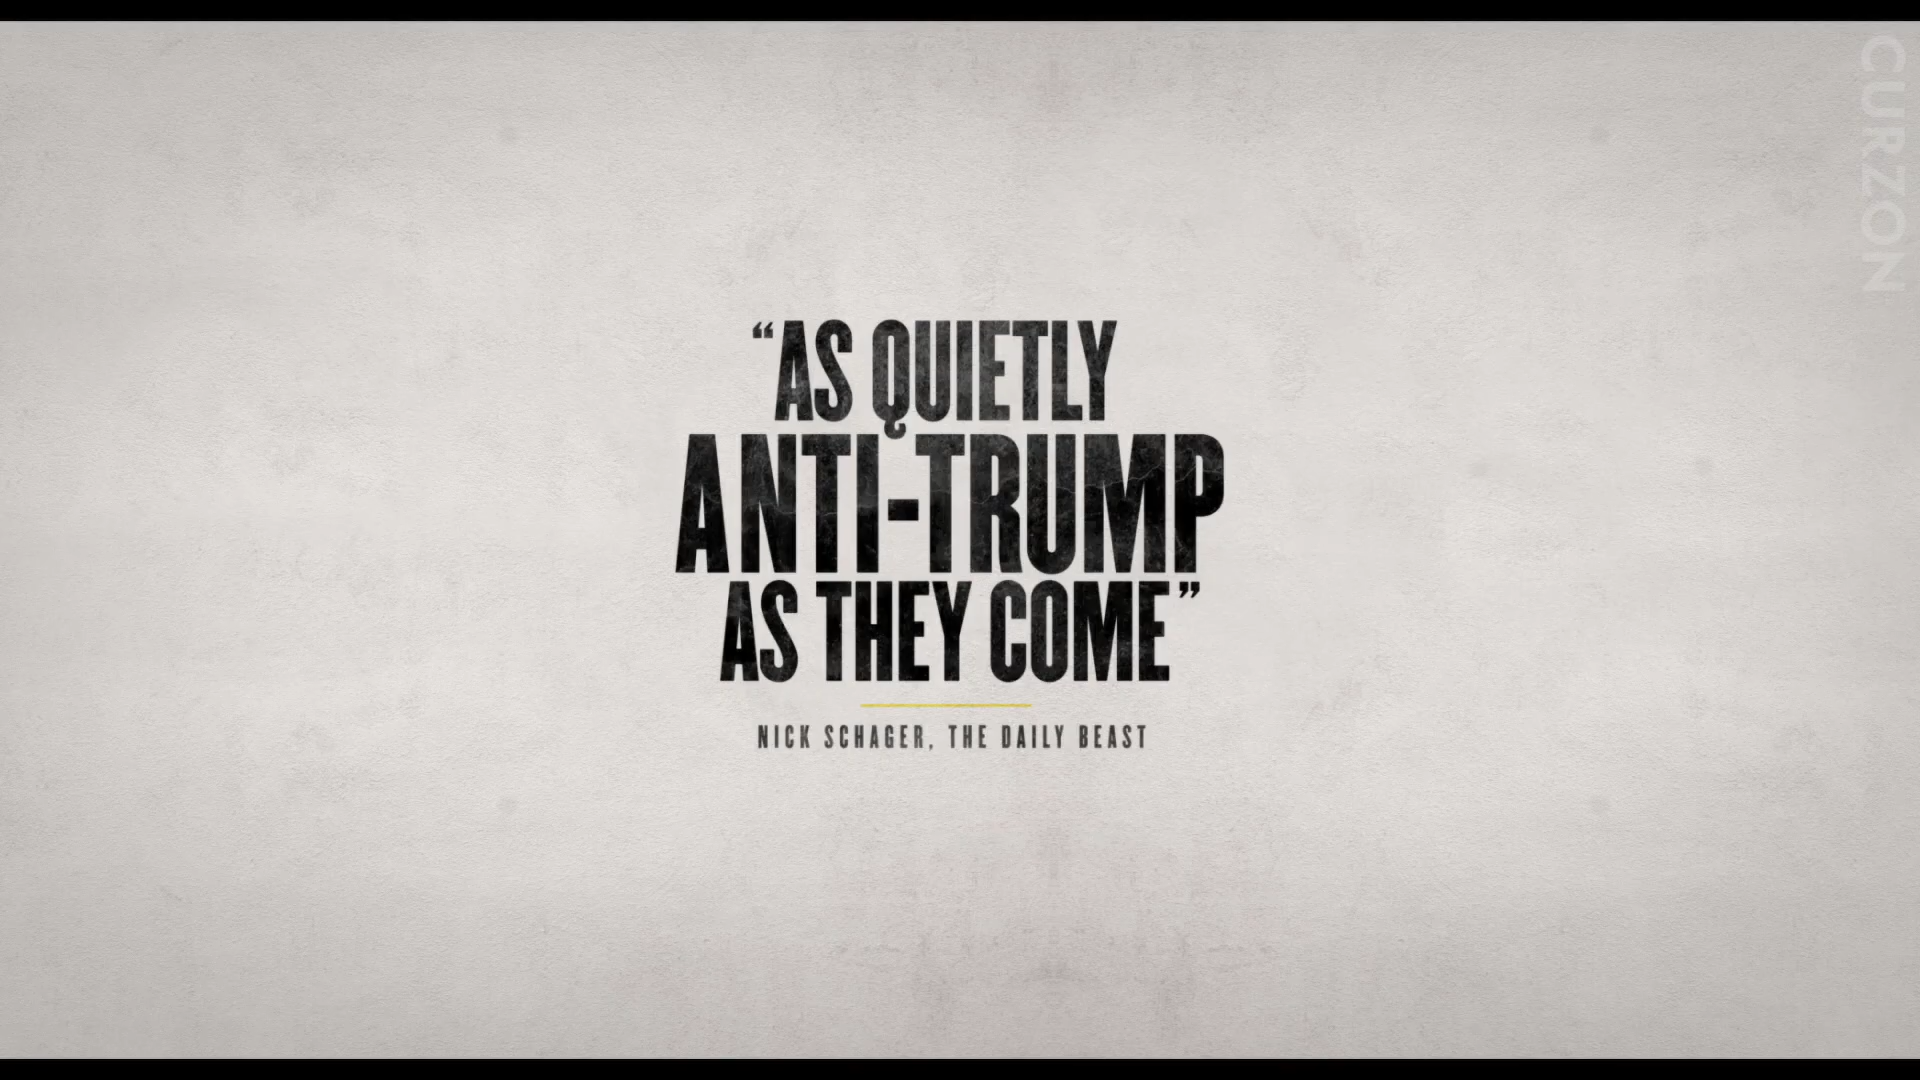 “AS QUIETLY
ANTI-TRUMP
AS THEY COME”
NICK SCHAGER, THE DAILY BEAST
CURZON